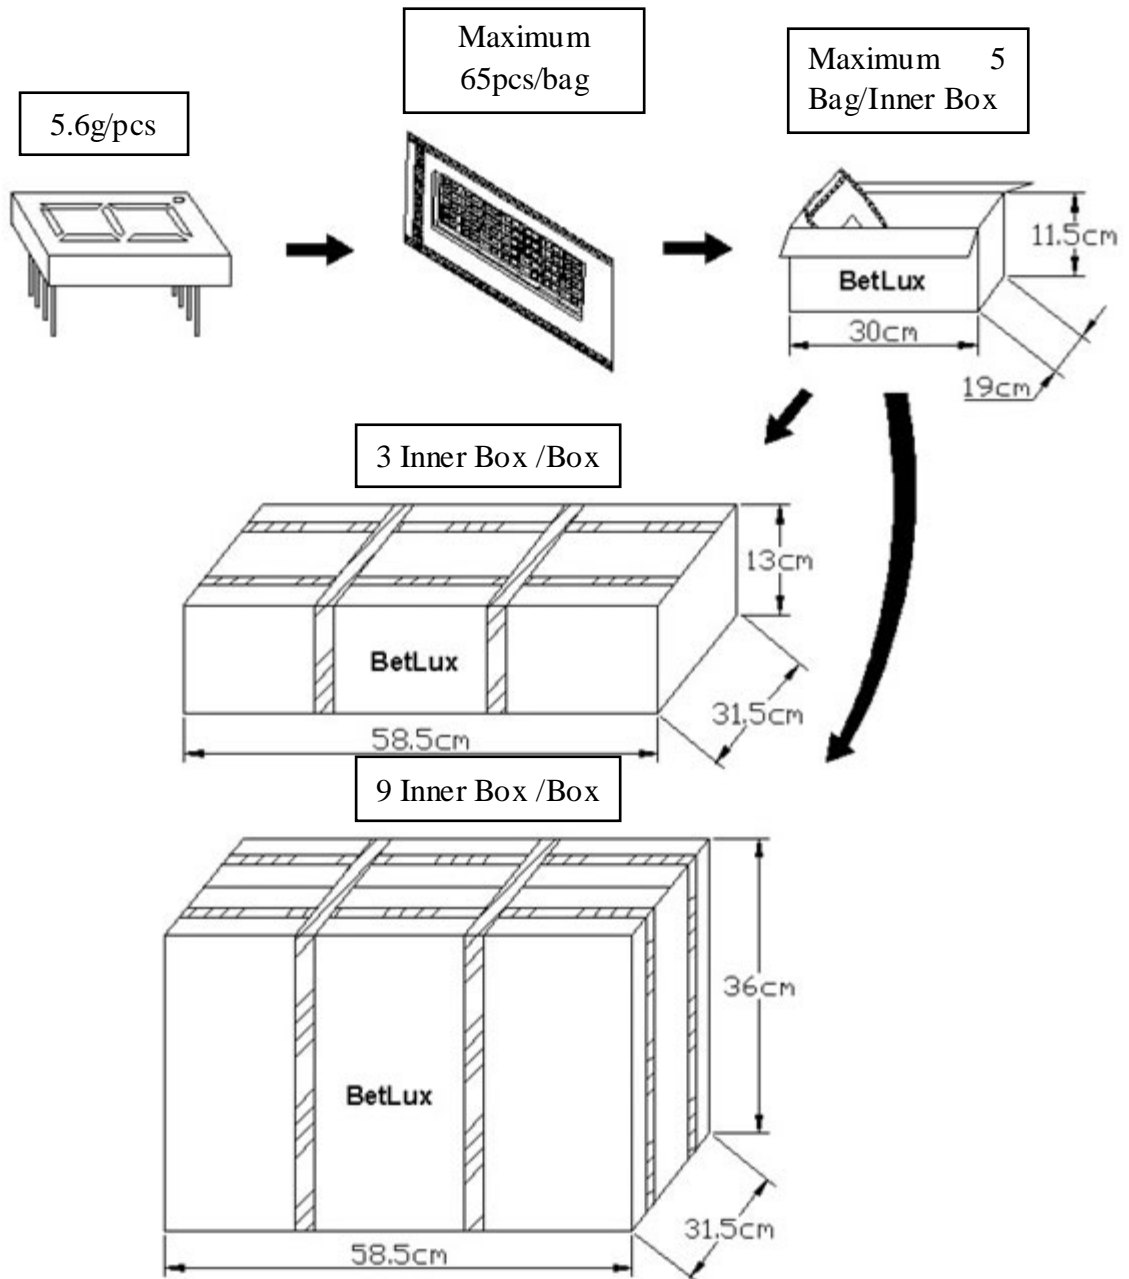 5.6g/pcs
Maximum
65pcs/bag
Maximum 5
Bag/Inner Box
BetLux
11.5cm
30cm
19cm
3 Inner Box /Box
BetLux
13cm
31.5cm
58.5cm
9 Inner Box /Box
BetLux
36cm
31.5cm
58.5cm